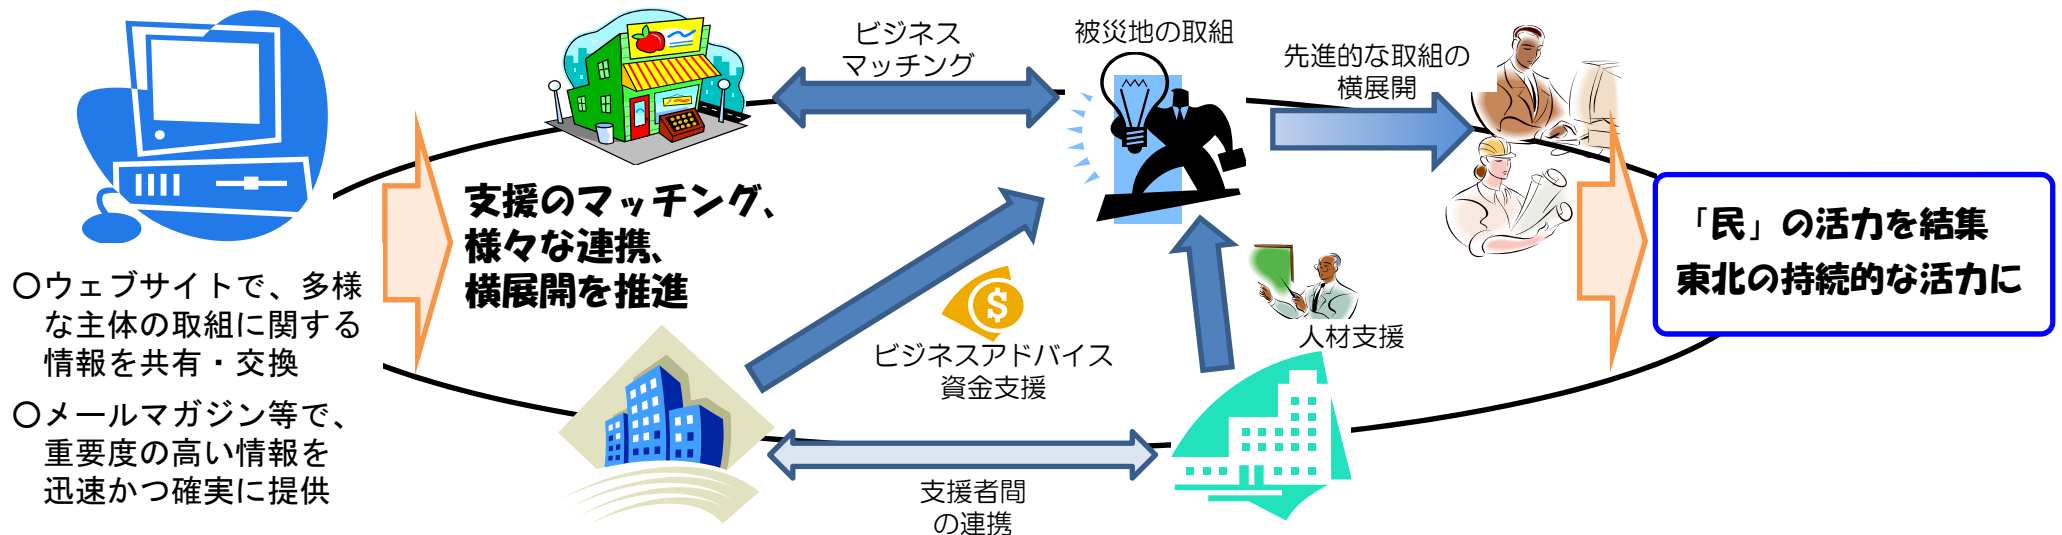 〇ウェブサイトで、多様
な主体の取組に関する
情報を共有・交換
〇メールマガジン等で、
重要度の高い情報を
迅速かつ確実に提供
支援のマッチング、
様々な連携、
横展開を推進
ビジネス
マッチング
被災地の取組
先進的な取組の
横展開
ビジネスアドバイス
資金支援
人材支援
支援者間
の連携
「民」の活力を結集
東北の持続的な活力に